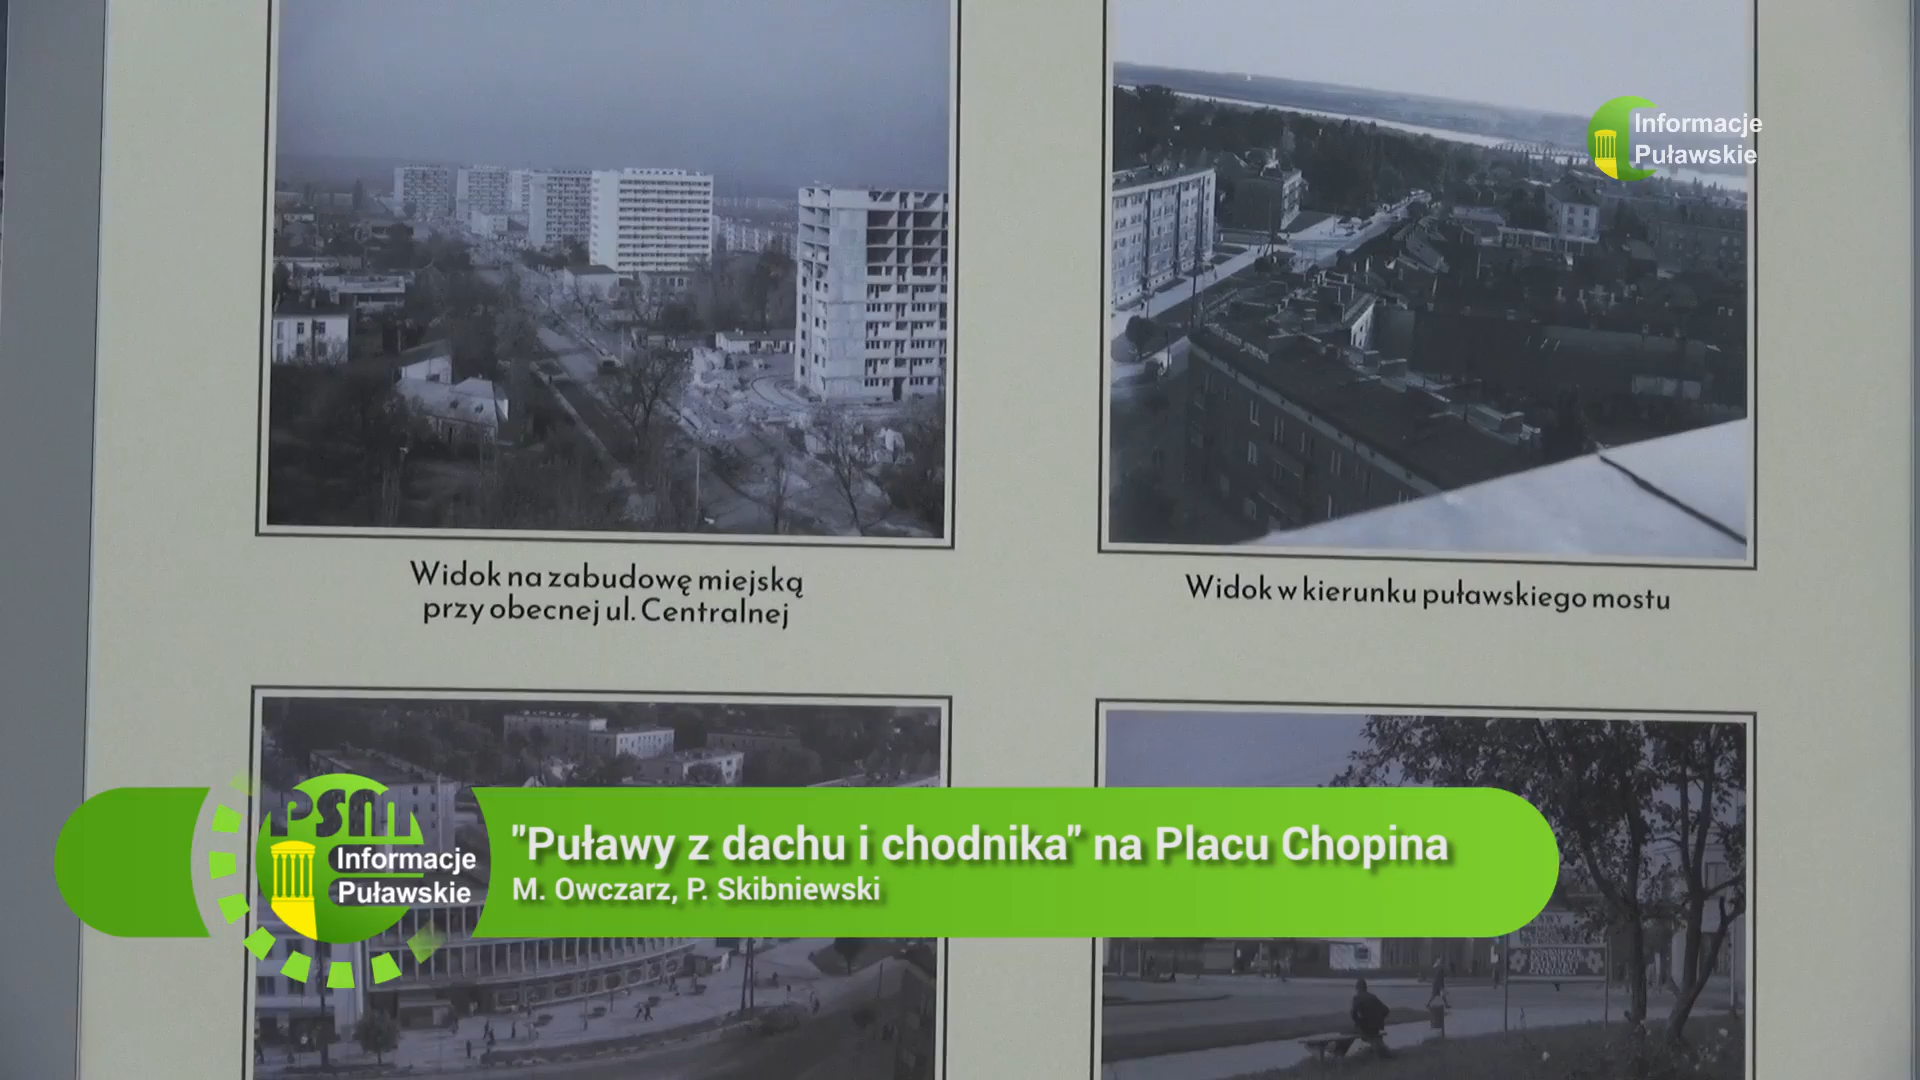 Informacje
Puławskie
Widok na zabudowę miejską
przy obecnej ul. Centralnej
Widok w kierunku puławskiego mostu
PSM
Informacje
Puławskie
"Puławy z dachu i chodnika" na Placu Chopina
M. Owczarz, P. Skibniewski